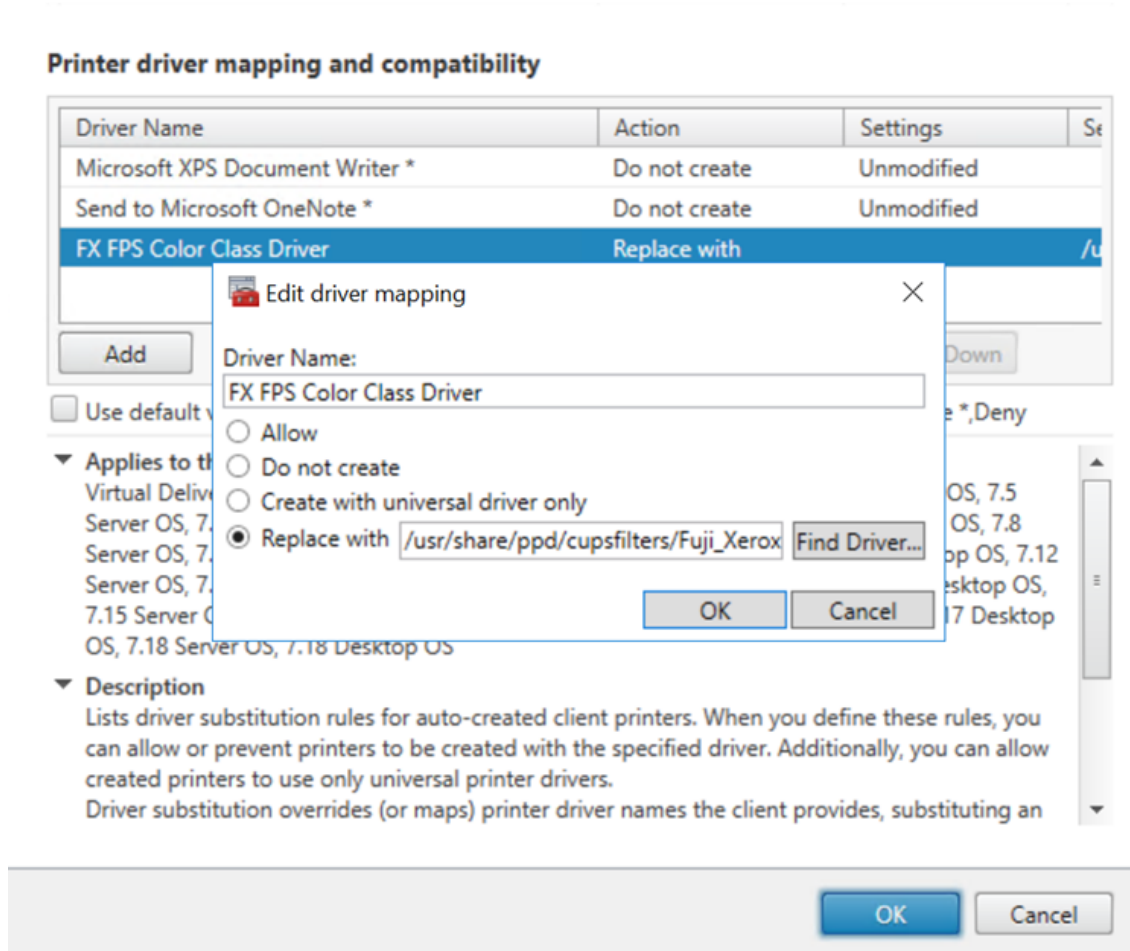 Printer driver mapping and compatibility
Driver Name Action Settings
Microsoft XPS Document Writer * Do not create Unmodified
Send to Microsoft OneNote * Do not create Unmodified
FX FPS Color Class Driver Replace with /u
Edit driver mapping
Driver Name:
FX FPS Color Class Driver
Allow
Do not create
Create with universal driver only
Replace with /usr/share/ppd/cupsfilters/Fuji_Xerox Find Driver...
OK Cancel
Add Down
Use default e *,Deny
Applies to
Virtual OS, 7.5
Server OS, 7. OS, 7.8
Server OS, 7. op OS, 7.12
Server OS, 7. esktop OS,
7.15 Server 17 Desktop
OS, 7.18 Server OS, 7.18 Desktop OS
Description
Lists driver substitution rules for auto-created client printers. When you define these rules, you
can allow or prevent printers to be created with the specified driver. Additionally, you can allow
created printers to use only universal printer drivers.
Driver substitution overrides (or maps) printer driver names the client provides, substituting an
OK Cancel